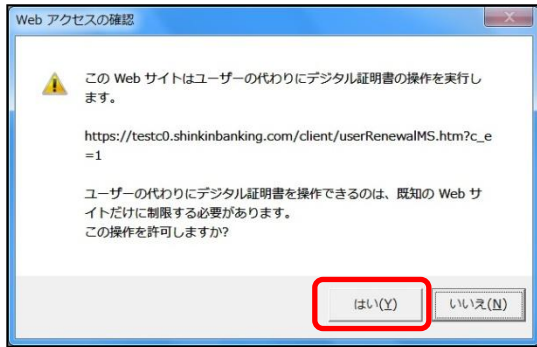 Web アクセスの確認
この Web サイトはユーザーの代わりにデジタル証明書の操作を実行し
ます。
https://testc0.shinkinbanking.com/client/userRenewalMS.htm?c_e
=1
ユーザーの代わりにデジタル証明書を操作できるのは、既知の Web サ
イトだけに制限する必要があります。
この操作を許可しますか?
はい(Y) いいえ(N)